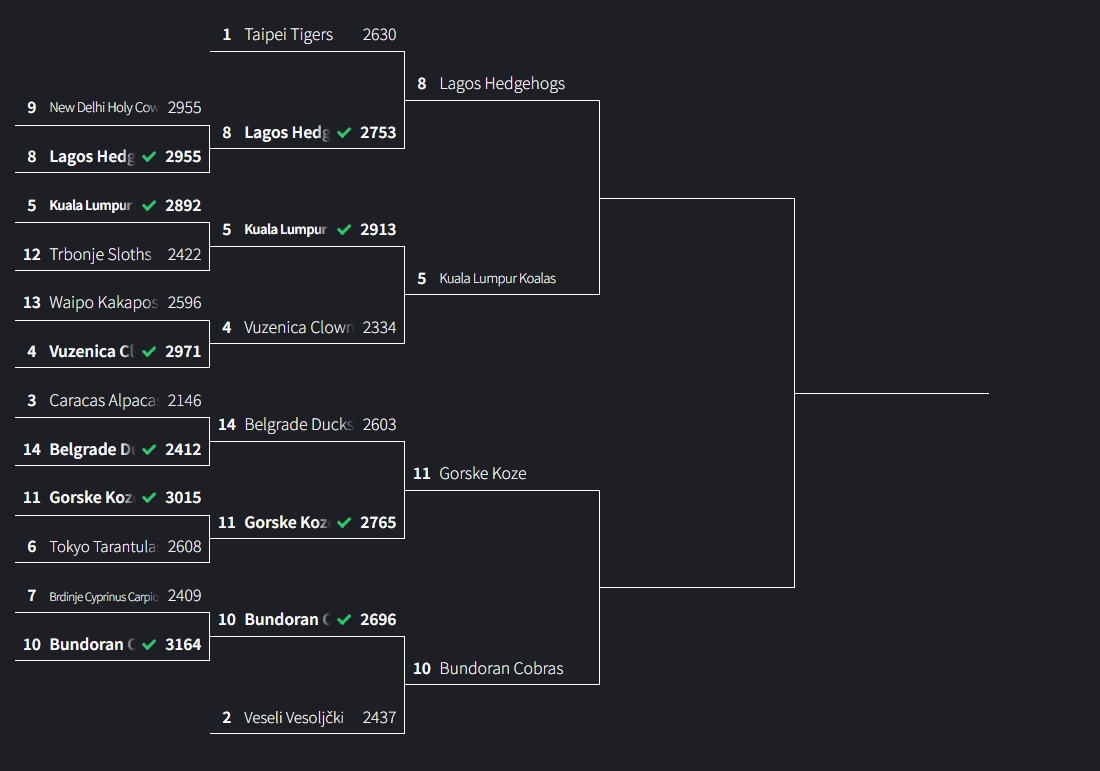 1 Taipei Tigers 2630
8 Lagos Hedgehogs
9 New Delhi Holy Cow 2955
8 Lagos Hedg ✓ 2753
8 Lagos Hedg ✓ 2955
5 Kuala Lumpur ✓ 2892
5 Kuala Lumpur ✓ 2913
12 Trbonje Sloths 2422
5 Kuala Lumpur Koalas
13 Waipo Kakapos 2596
4 Vuzenica Clown 2334
4 Vuzenica Cl ✓ 2971
3 Caracas Alpacas 2146
14 Belgrade Ducks 2603
14 Belgrade Du ✓ 2412
11 Gorske Koze
11 Gorske Koz ✓ 3015
11 Gorske Koz ✓ 2765
6 Tokyo Tarantulas 2608
7 Brdinje Cyprinus Carpio 2409
10 Bundoran C ✓ 2696
10 Bundoran C ✓ 3164
10 Bundoran Cobras
2 Veseli Vesoljčki 2437